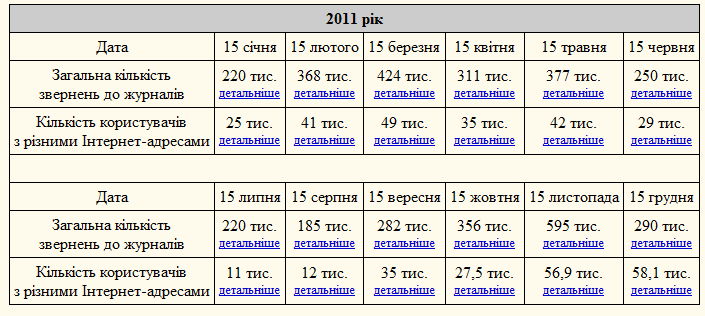 2011 рік
Дата 15 січня 15 лютого 15 березня 15 квітня 15 травня 15 червня
Загальна кількість звернень до журналів 220 тис. 368 тис. 424 тис. 311 тис. 377 тис. 250 тис.
детальніше детальніше детальніше детальніше детальніше детальніше
Кількість користувачів з різними Інтернет-адресами 25 тис. 41 тис. 49 тис. 35 тис. 42 тис. 29 тис.
детальніше детальніше детальніше детальніше детальніше детальніше
Дата 15 липня 15 серпня 15 вересня 15 жовтня 15 листопада 15 грудня
Загальна кількість звернень до журналів 220 тис. 185 тис. 282 тис. 356 тис. 595 тис. 290 тис.
детальніше детальніше детальніше детальніше детальніше детальніше
Кількість користувачів з різними Інтернет-адресами 11 тис. 12 тис. 35 тис. 27,5 тис. 56,9 тис. 58,1 тис.
детальніше детальніше детальніше детальніше детальніше детальніше